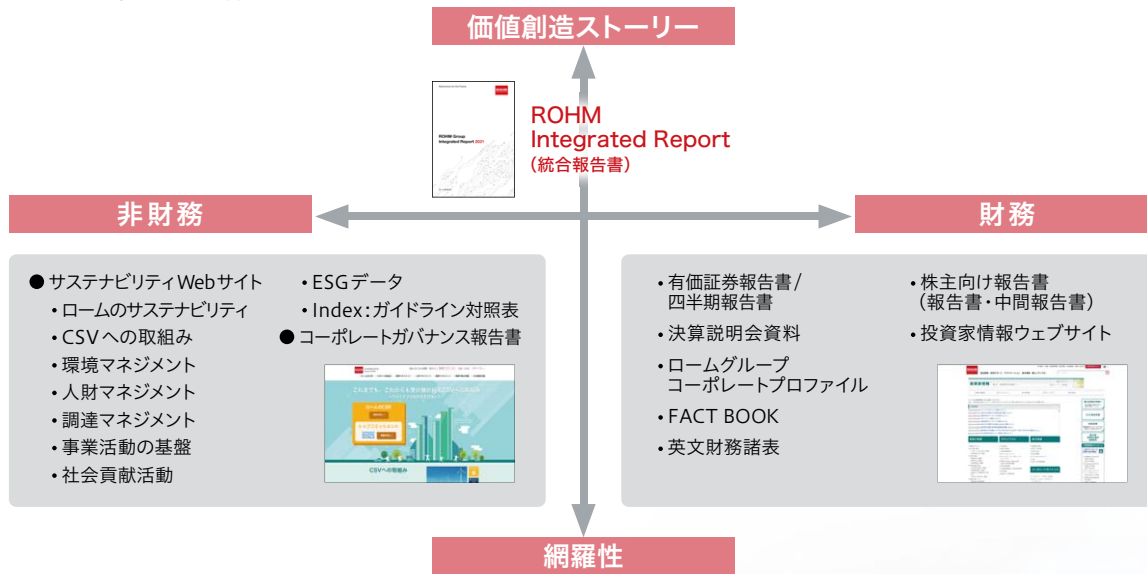 価値創造ストーリー
ROHM Group
Integrated Report 2021
ROHM
Integrated Report
(統合報告書)
非財務
財務
● サステナビリティWebサイト
・ロームのサステナビリティ
・CSVへの取組み
・環境マネジメント
・人財マネジメント
・調達マネジメント
・事業活動の基盤
・社会貢献活動
・ESGデータ
・Index:ガイドライン対照表
● コーポレートガバナンス報告書
CSVへの取組み
・有価証券報告書/
四半期報告書
・決算説明会資料
・ロームグループ
コーポレートプロファイル
・FACT BOOK
・英文財務諸表
・株主向け報告書
(報告書・中間報告書)
・投資家情報ウェブサイト
網羅性